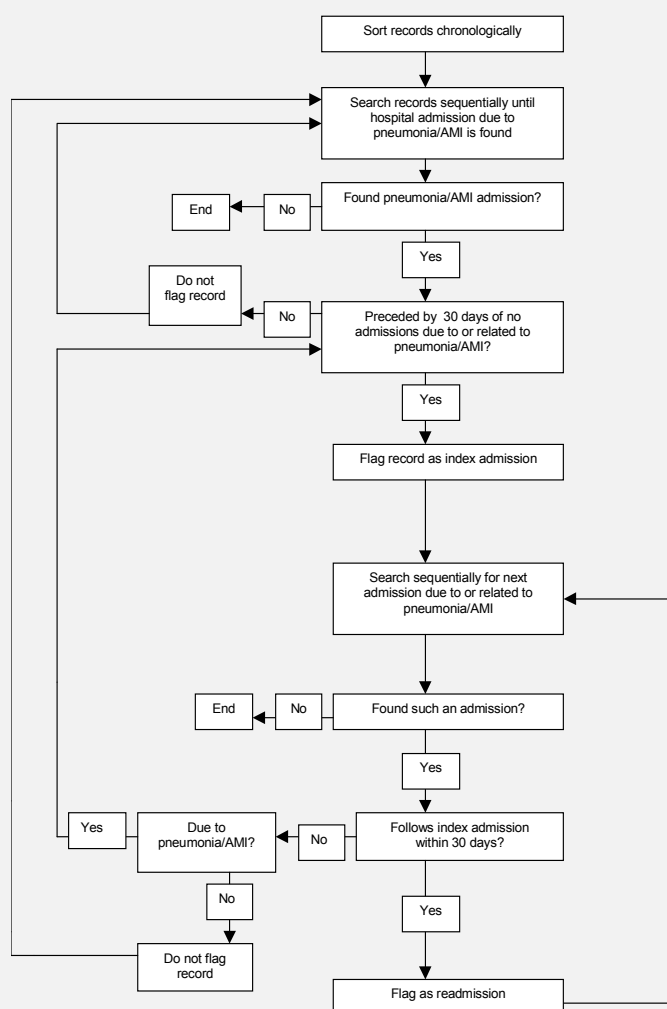 Sort records chronologically
Search records sequentially until
hospital admission due to
pneumonia/AMI is found
Found pneumonia/AMI admission?
No
End
Yes
Do not
flag record
No
Preceded by 30 days of no
admissions due to or related to
pneumonia/AMI?
Yes
Flag record as index admission
Search sequentially for next
admission due to or related to
pneumonia/AMI
Found such an admission?
No
End
Yes
Follows index admission
within 30 days?
No
Due to
pneumonia/AMI?
Yes
No
Do not flag
record
Yes
Flag as readmission